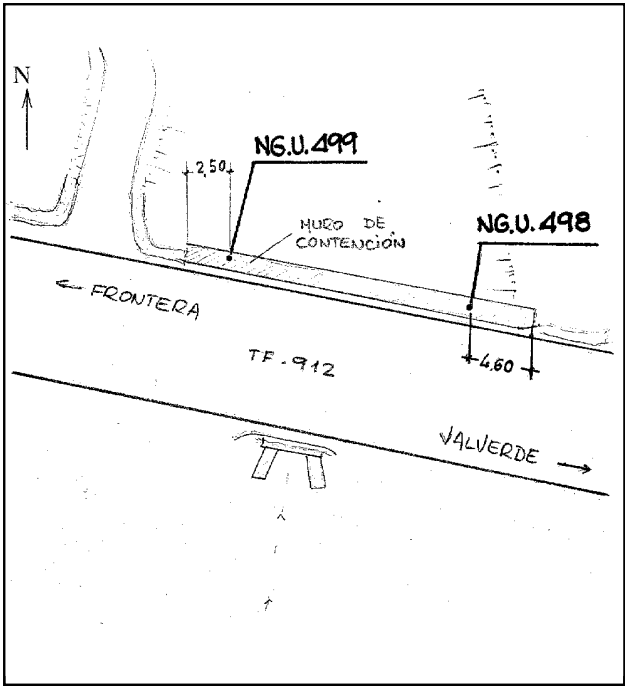 N
NG.U.499
2,50
MURO DE
CONTENCIÓN
NG.U.498
← FRONTERA
TF-912
4,60
VALVERDE →